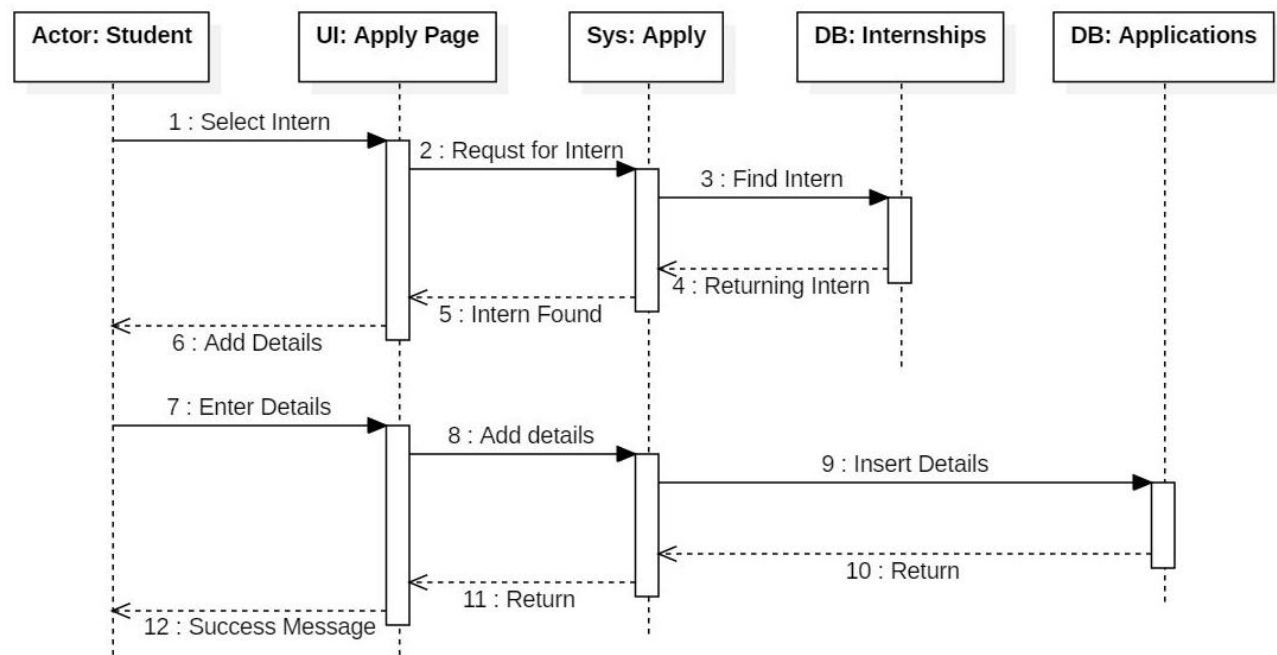 Actor: Student
UI: Apply Page
Sys: Apply
DB: Internships
DB: Applications
1 : Select Intern
2 : Requst for Intern
3 : Find Intern
4 : Returning Intern
5 : Intern Found
6 : Add Details
7 : Enter Details
8 : Add details
9 : Insert Details
10 : Return
11 : Return
12 : Success Message